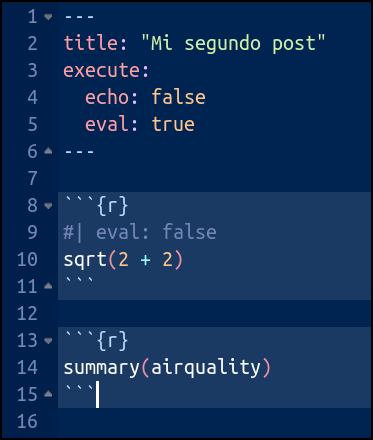 1 ---
2 title: "Mi segundo post"
3 execute:
4   echo: false
5   eval: true
6 ---
7
8 ```{r}
9 #| eval: false
10 sqrt(2 + 2)
11 ```
12
13 ```{r}
14 summary(airquality)
15 ```
16